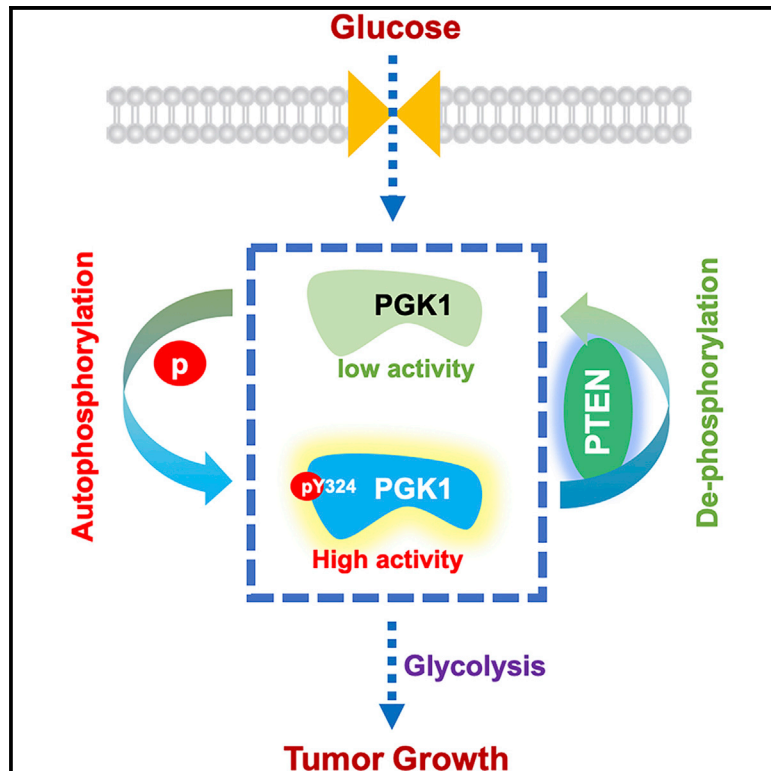 Glucose
Autophosphorylation
p
PGK1
low activity
pY324 PGK1
High activity
PTEN
De-phosphorylation
Glycolysis
Tumor Growth